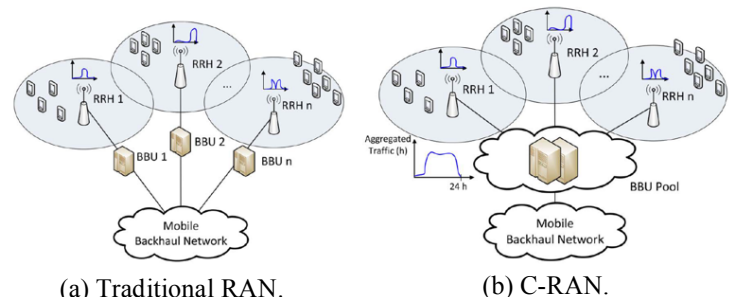 RRH 1
RRH 2
...
RRH n
BBU 1
BBU 2
BBU n
Mobile
Backhaul Network
(a) Traditional RAN.
RRH 1
RRH 2
...
RRH n
Aggregated
Traffic (h)
24 h
BBU Pool
Mobile
Backhaul Network
(b) C-RAN.